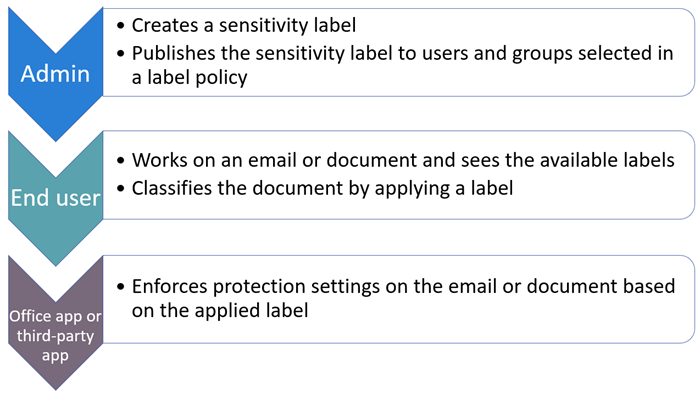 Admin
• Creates a sensitivity label
• Publishes the sensitivity label to users and groups selected in
a label policy
End user
• Works on an email or document and sees the available labels
• Classifies the document by applying a label
Office app or
third-party
app
• Enforces protection settings on the email or document based
on the applied label